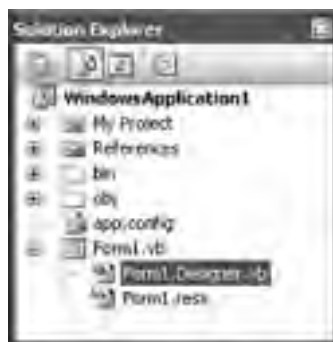 Solution Explorer
WindowsApplication1
My Project
References
bin
obj
app.config
Form1.vb
Form1.Designer.vb
Form1.resx